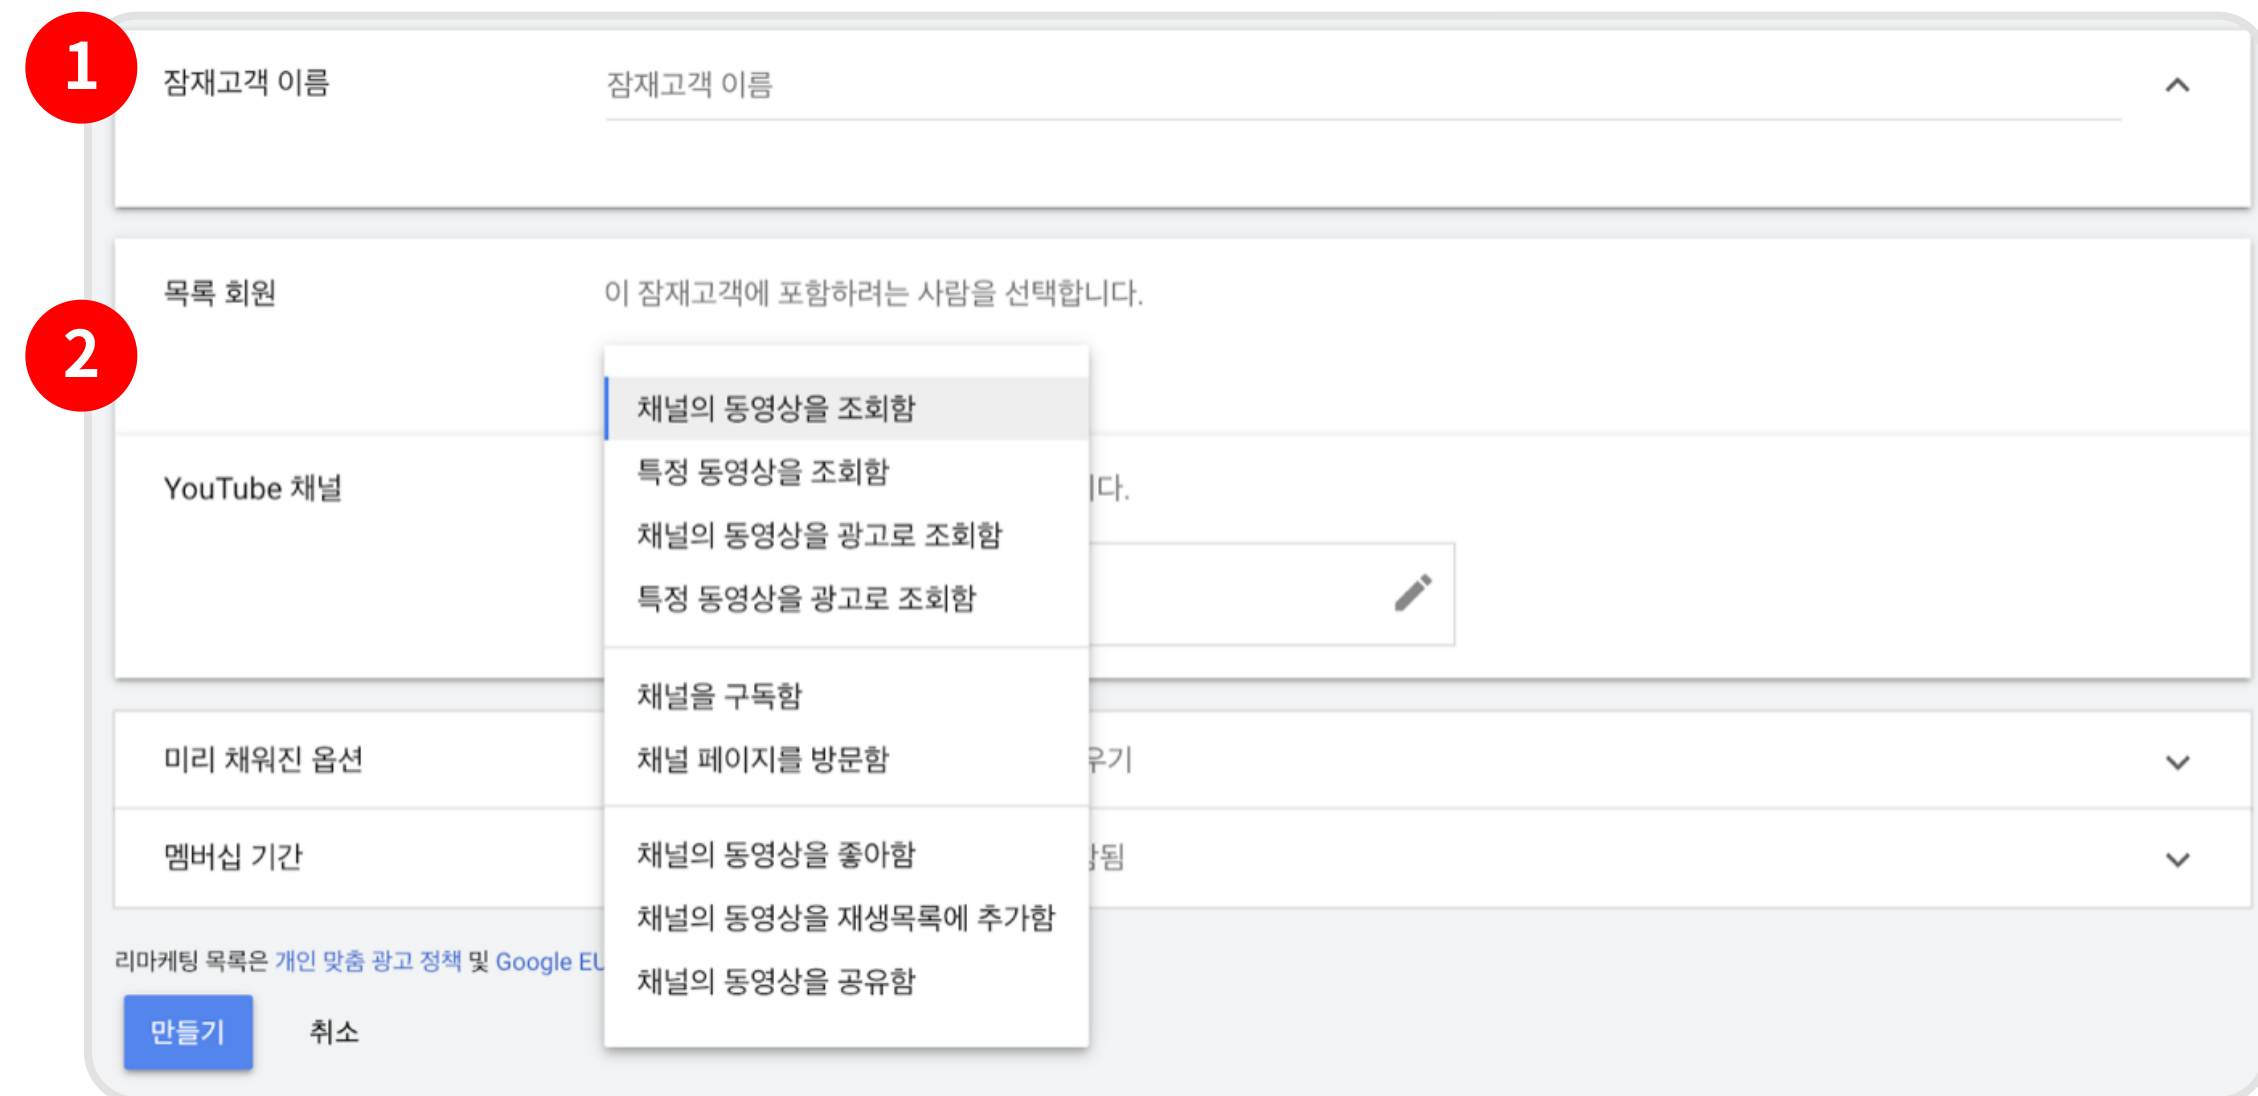 1
잠재고객 이름
잠재고객 이름
목록 회원
이 잠재고객에 포함하려는 사람을 선택합니다.
2
채널의 동영상을 조회함
특정 동영상을 조회함
YouTube 채널
채널의 동영상을 광고로 조회함
특정 동영상을 광고로 조회함
채널을 구독함
미리 채워진 옵션
채널 페이지를 방문함
멤버십 기간
채널의 동영상을 좋아함
채널의 동영상을 재생목록에 추가함
리마케팅 목록은 개인 맞춤 광고 정책 및 Google EU
채널의 동영상을 공유함
만들기
취소